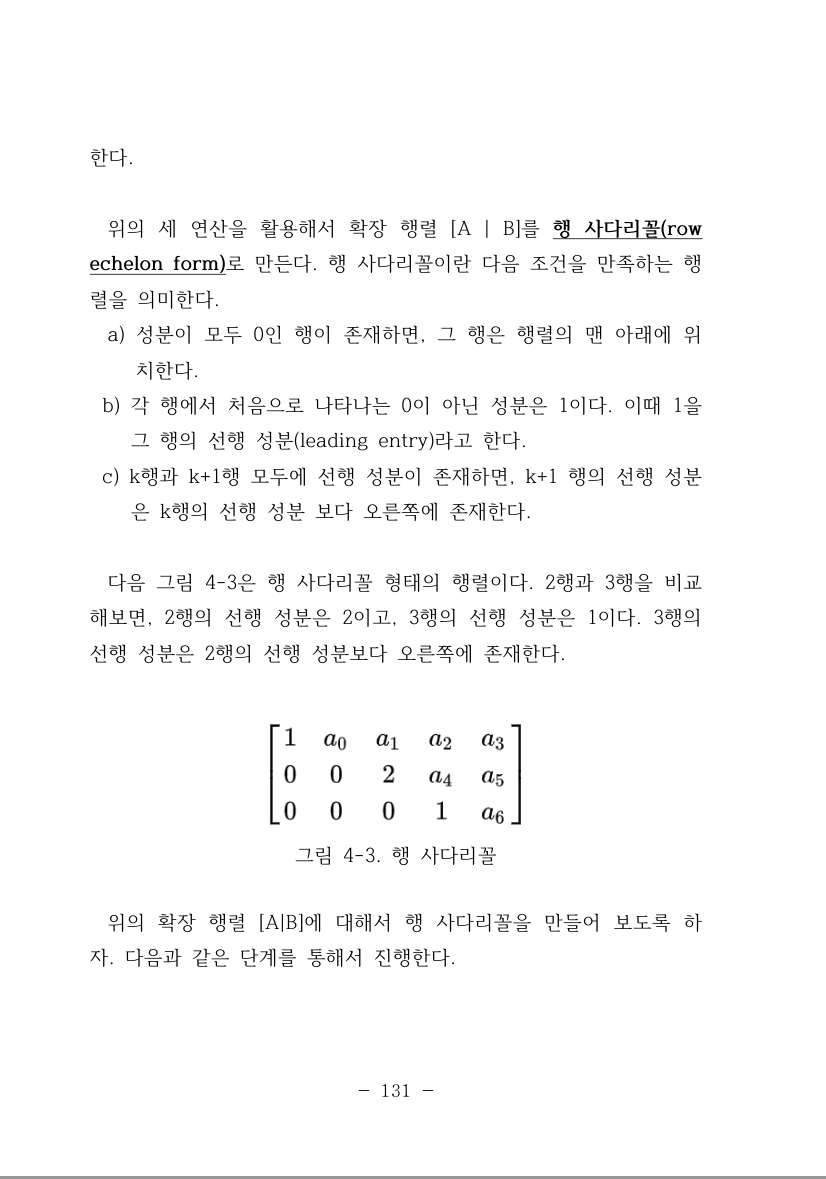 한다.
위의 세 연산을 활용해서 확장 행렬 [A | B]를 행 사다리꼴(row
echelon form)로 만든다. 행 사다리꼴이란 다음 조건을 만족하는 행
렬을 의미한다.
a) 성분이 모두 0인 행이 존재하면, 그 행은 행렬의 맨 아래에 위
치한다.
b) 각 행에서 처음으로 나타나는 0이 아닌 성분은 1이다. 이때 1을
그 행의 선행 성분(leading entry)라고 한다.
c) k행과 k+1행 모두에 선행 성분이 존재하면, k+1 행의 선행 성분
은 k행의 선행 성분 보다 오른쪽에 존재한다.
다음 그림 4-3은 행 사다리꼴 형태의 행렬이다. 2행과 3행을 비교
해보면, 2행의 선행 성분은 2이고, 3행의 선행 성분은 1이다. 3행의
선행 성분은 2행의 선행 성분보다 오른쪽에 존재한다.
1 a₀ a₁ a₂ a₃
0 0 2 a₄ a₅
0 0 0 1 a₆
그림 4-3. 행 사다리꼴
위의 확장 행렬 [A|B]에 대해서 행 사다리꼴을 만들어 보도록 하
자. 다음과 같은 단계를 통해서 진행한다.
- 131 -